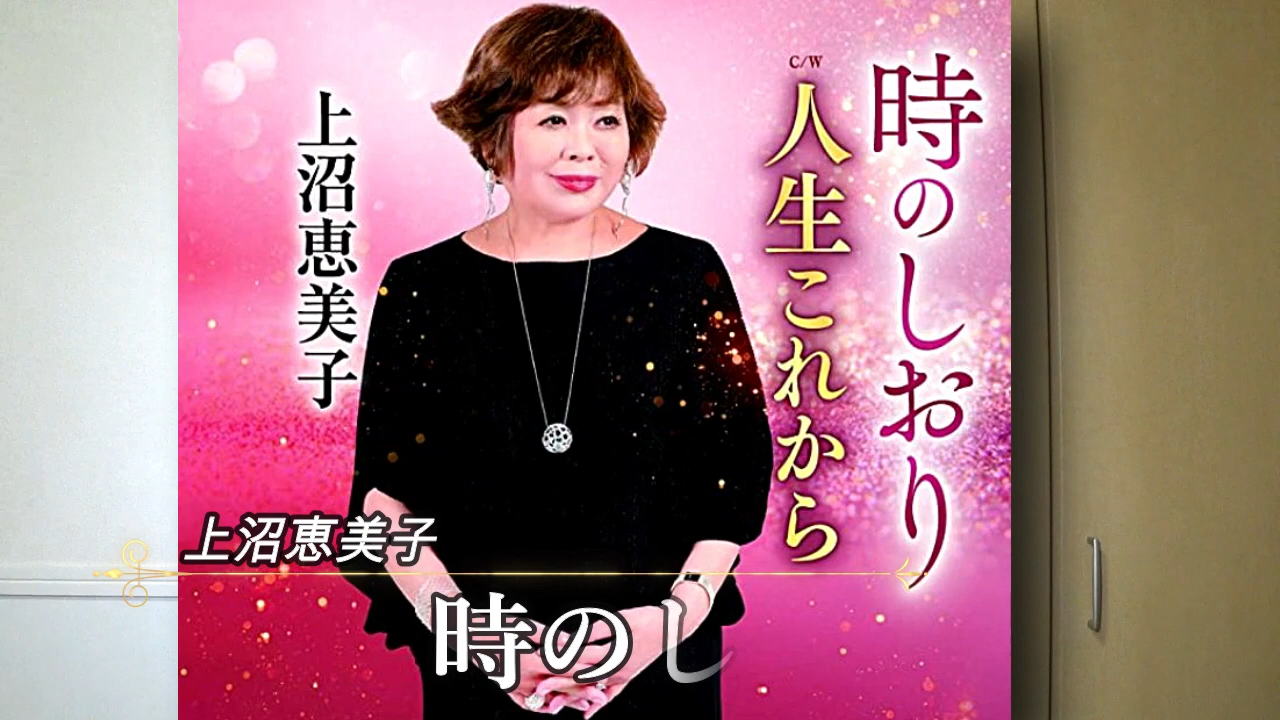 時のしおり
C/W
人生これから
上沼恵美子
上沼恵美子
時のし